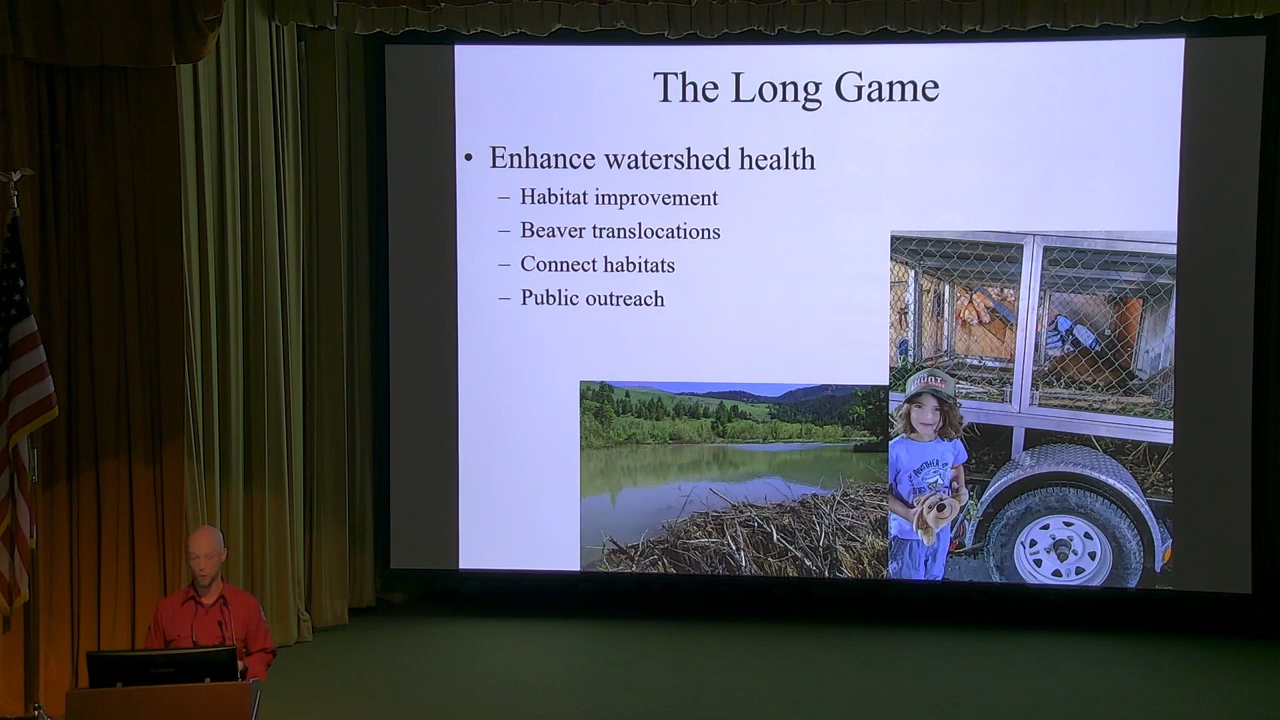 The Long Game
• Enhance watershed health
– Habitat improvement
– Beaver translocations
– Connect habitats
– Public outreach